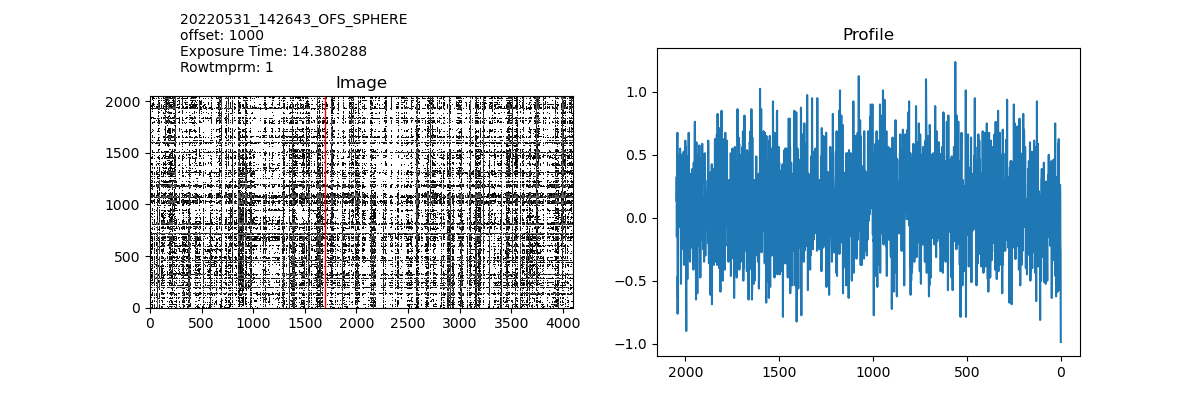 20220531_142643_OFS_SPHERE
offset: 1000
Exposure Time: 14.380288
Rowtmprm: 1
Image
2000
1500
1000
500
0
0 500 1000 1500 2000 2500 3000 3500 4000
Profile
1.0
0.5
0.0
−0.5
−1.0
2000 1500 1000 500 0